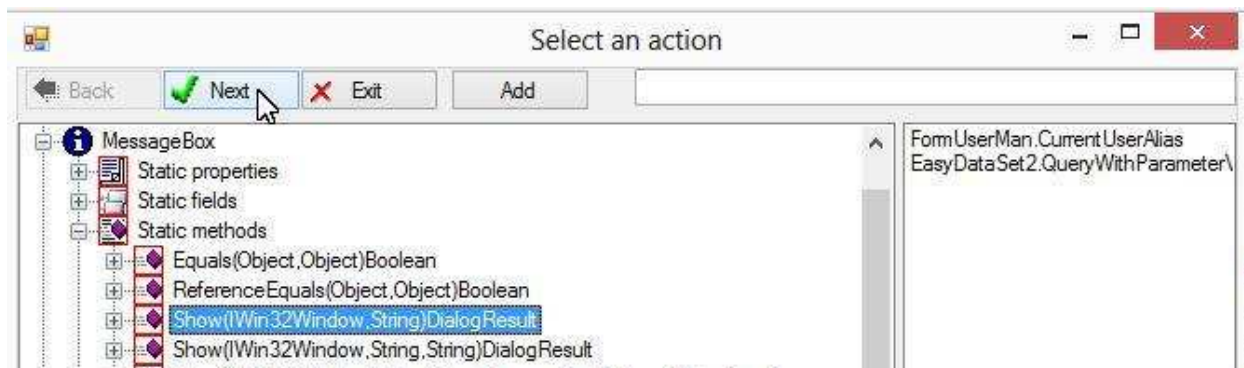 Select an action
Back Next Exit Add
MessageBox
Static properties
Static fields
Static methods
Equals(Object,Object)Boolean
ReferenceEquals(Object,Object)Boolean
Show(IWin32Window,String)DialogResult
Show(IWin32Window,String,String)DialogResult
FormUserMan.CurrentUserAlias
EasyDataSet2.QueryWithParameter\